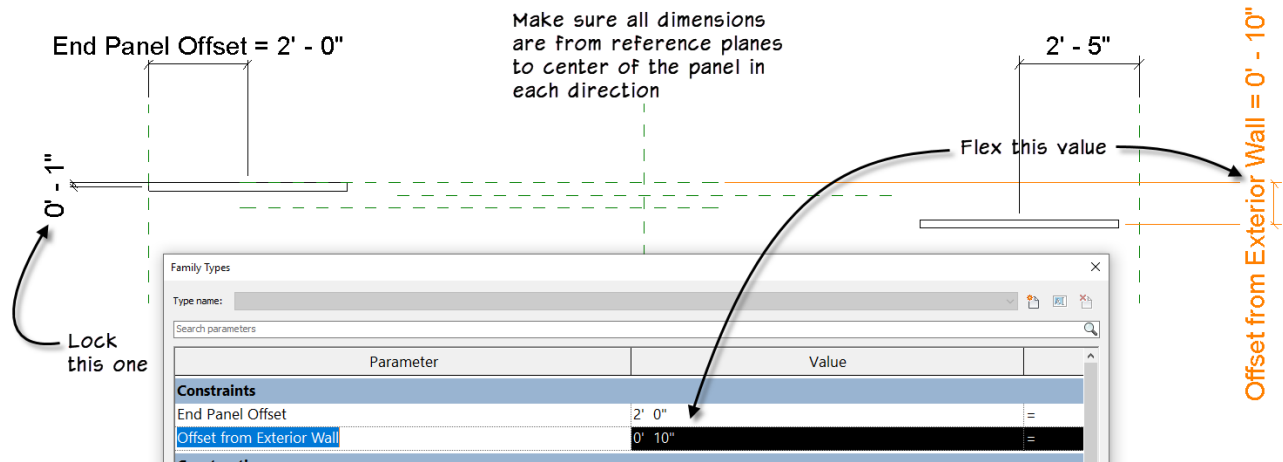 End Panel Offset = 2' - 0"
Make sure all dimensions
are from reference planes
to center of the panel in
each direction
2' - 5"
Offset from Exterior Wall = 0' - 10"
Flex this value
0' - 1"
Lock
this one
Family Types
Type name:
Search parameters
Parameter Value
Constraints
End Panel Offset 2' 0" =
Offset from Exterior Wall 0' 10" =